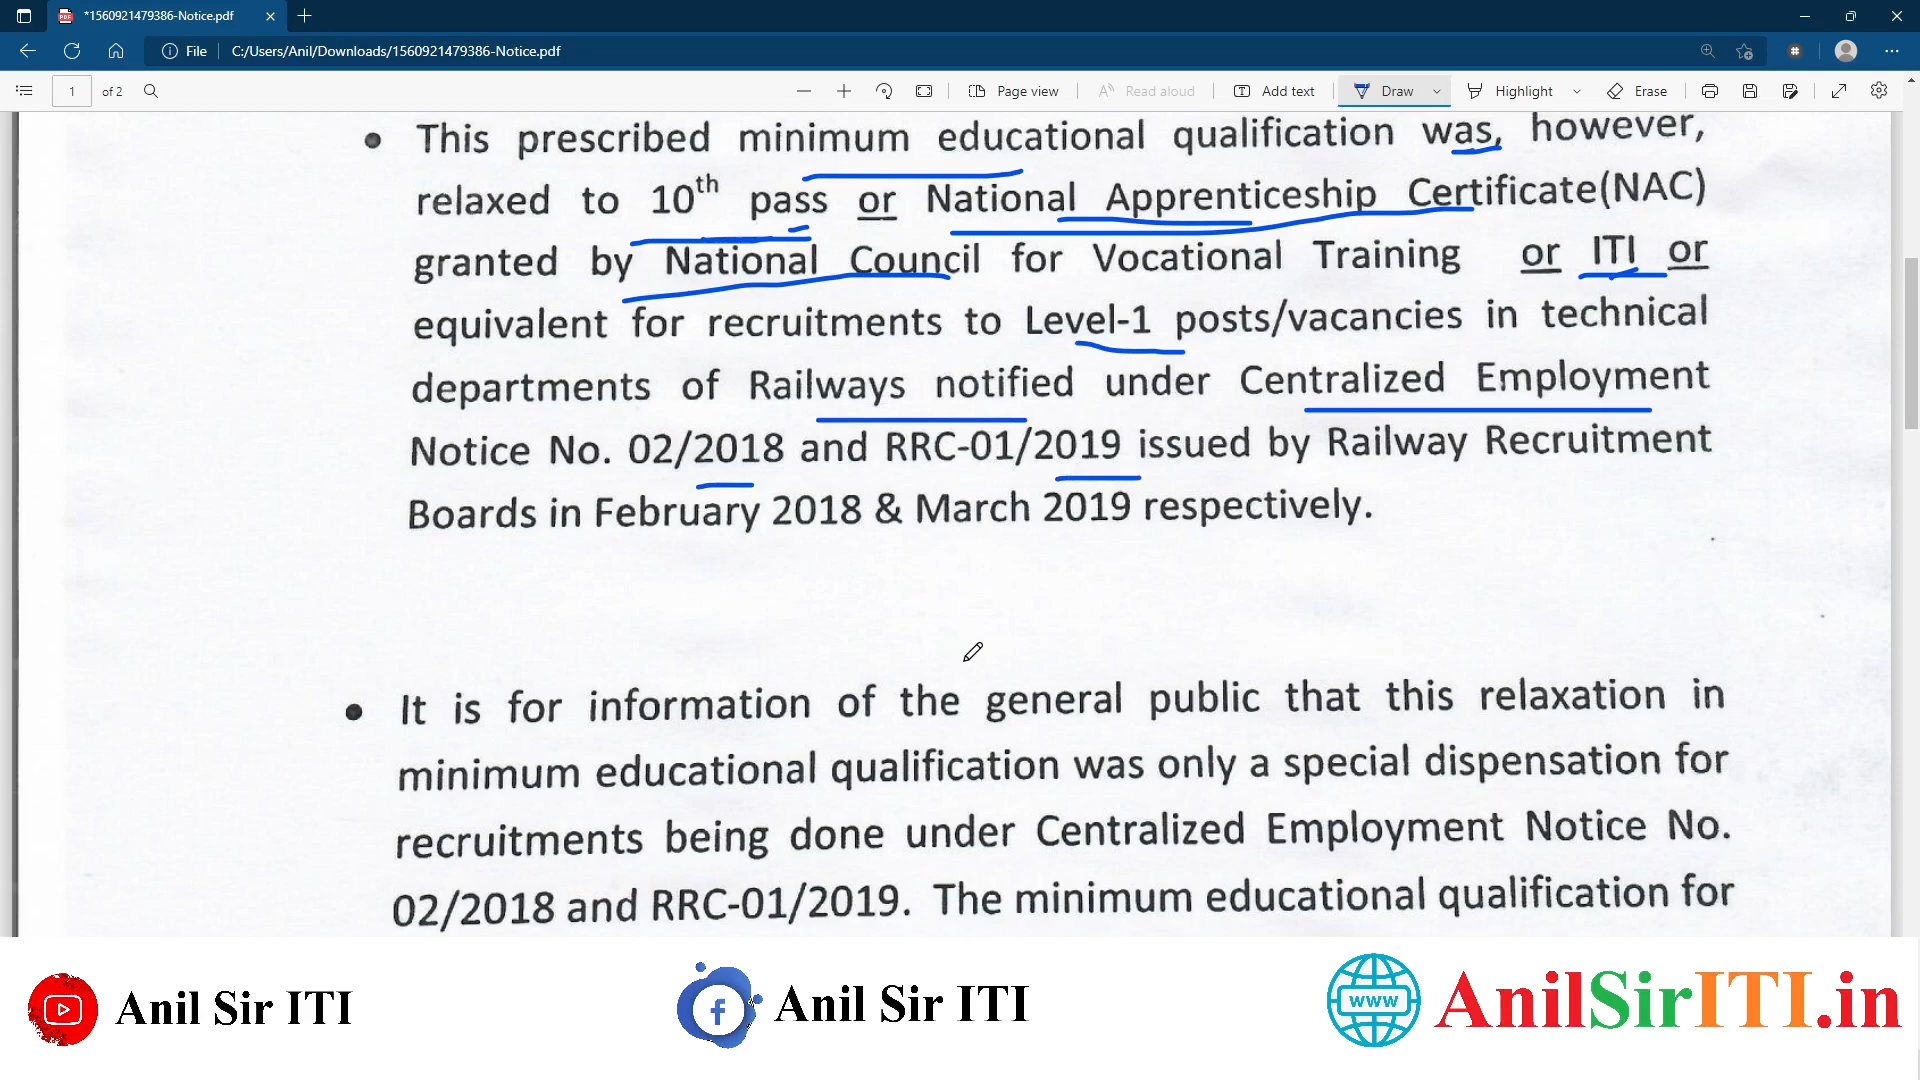 *1560921479386-Notice.pdf
File C:/Users/Anil/Downloads/1560921479386-Notice.pdf
1 of 2 Page view Read aloud Add text Draw Highlight Erase
• This prescribed minimum educational qualification was, however,
relaxed to 10th pass or National Apprenticeship Certificate(NAC)
granted by National Council for Vocational Training or ITI or
equivalent for recruitments to Level-1 posts/vacancies in technical
departments of Railways notified under Centralized Employment
Notice No. 02/2018 and RRC-01/2019 issued by Railway Recruitment
Boards in February 2018 & March 2019 respectively.
• It is for information of the general public that this relaxation in
minimum educational qualification was only a special dispensation for
recruitments being done under Centralized Employment Notice No.
02/2018 and RRC-01/2019. The minimum educational qualification for
Anil Sir ITI
Anil Sir ITI
www AnilSirITI.in